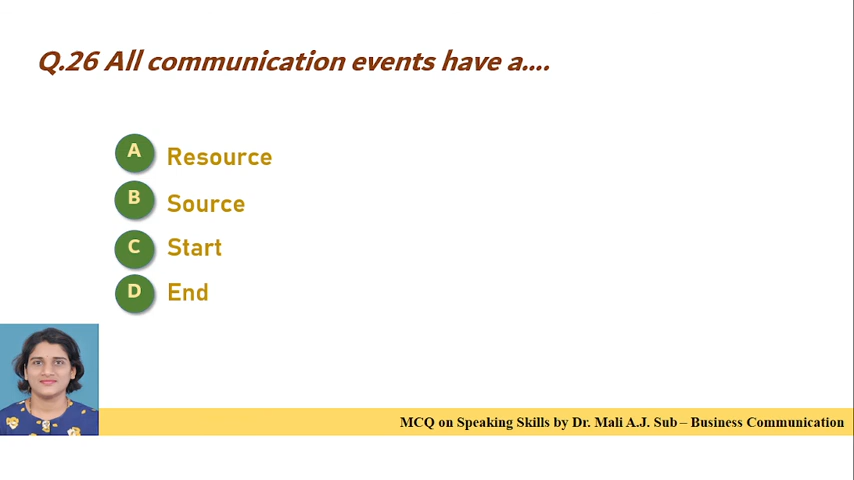 Q.26 All communication events have a....
A Resource
B Source
C Start
D End
MCQ on Speaking Skills by Dr. Mali A.J. Sub – Business Communication